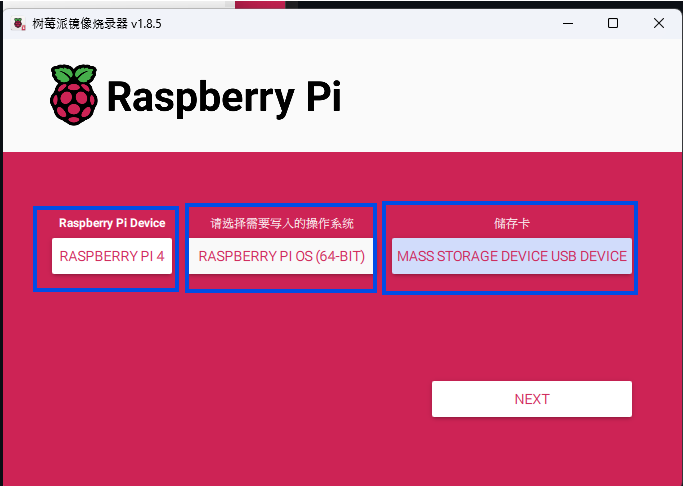 树莓派镜像烧录器 v1.8.5
Raspberry Pi
Raspberry Pi Device
请选择需要写入的操作系统
储存卡
RASPBERRY PI 4
RASPBERRY PI OS (64-BIT)
MASS STORAGE DEVICE USB DEVICE
NEXT